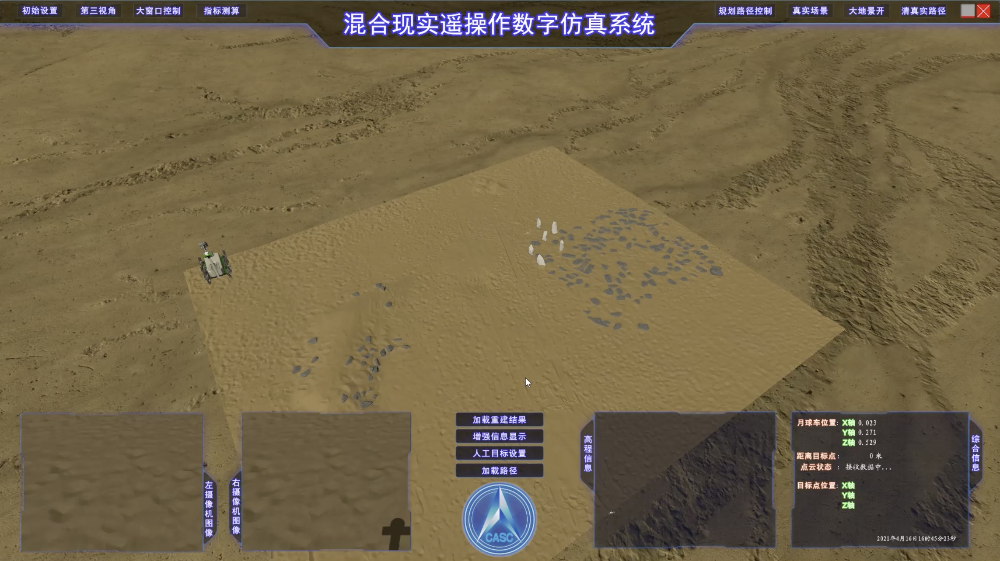 初始设置
第三视角
大窗口控制
指标测算
混合现实遥操作数字仿真系统
规划路径控制
真实场景
大地景开
清真实路径
左摄像机图像
右摄像机图像
加载重建结果
增强信息显示
人工目标设置
加载路径
CASC
高程信息
月球车位置: X轴 0.023
Y轴 0.271
Z轴 0.529
距离目标点: 0 米
点云状态 : 接收数据中...
目标点位置: X轴
Y轴
Z轴
2021年4月16日16时45分23秒
综合信息